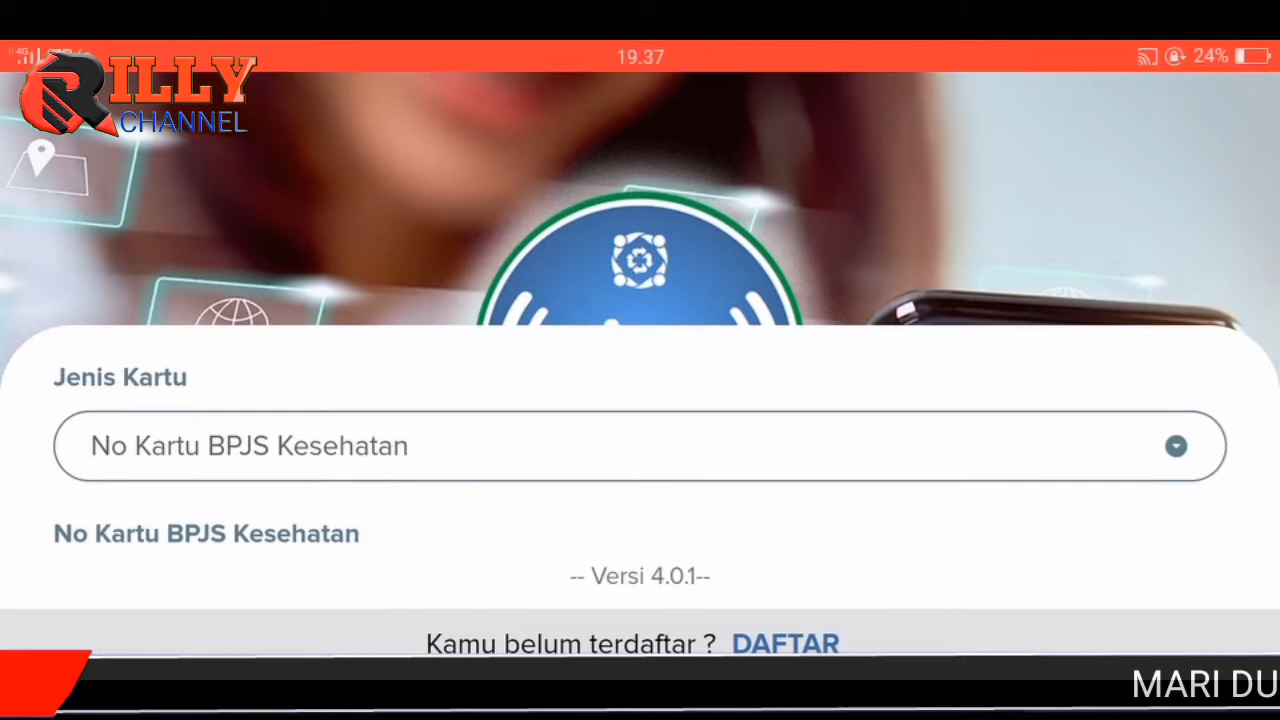 4G
19.37
24%
RILLY
CHANNEL
Jenis Kartu
No Kartu BPJS Kesehatan
No Kartu BPJS Kesehatan
-- Versi 4.0.1--
Kamu belum terdaftar ? DAFTAR
MARI DU